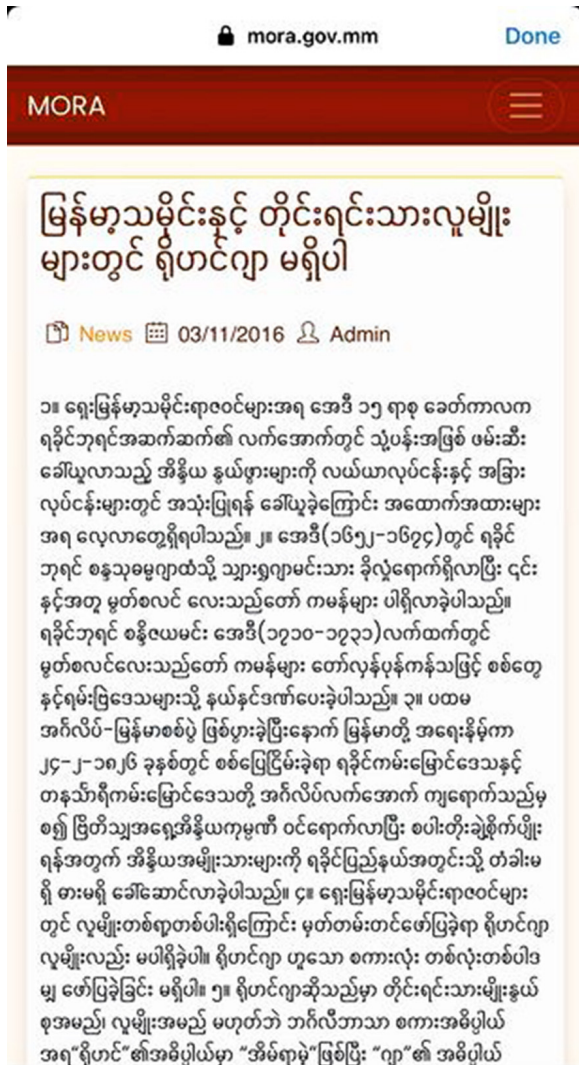 mora.gov.mm Done
MORA
မြန်မာ့သမိုင်းနှင့် တိုင်းရင်းသားလူမျိုး
များတွင် ရိုဟင်ဂျာ မရှိပါ
News 03/11/2016 Admin
၁။ ရှေးမြန်မာ့သမိုင်းရာဇဝင်များအရ အေဒီ ၁၅ ရာစု ခေတ်ကာလက
ရခိုင်ဘုရင်အဆက်ဆက်၏ လက်အောက်တွင် သုံ့ပန်းအဖြစ် ဖမ်းဆီး
ခေါ်ယူလာသည့် အိန္ဒိယ နွယ်ဖွားများကို လယ်ယာလုပ်ငန်းနှင့် အခြား
လုပ်ငန်းများတွင် အသုံးပြုရန် ခေါ်ယူခဲ့ကြောင်း အထောက်အထားများ
အရ လေ့လာတွေ့ရှိရပါသည်။ ၂။ အေဒီ(၁၆၅၂-၁၆၇၄)တွင် ရခိုင်
ဘုရင် စန္ဒသုဓမ္မရာဇာထံသို့ သျှားရှုဂျာမင်းသား ခိုလှုံရောက်ရှိလာပြီး ၎င်း
နှင့်အတူ မွတ်စလင် လေးသည်တော် ကမန်များ ပါရှိလာခဲ့ပါသည်။
ရခိုင်ဘုရင် စန္ဒိဇယမင်း အေဒီ(၁၇၁၀-၁၇၃၁)လက်ထက်တွင်
မွတ်စလင်လေးသည်တော် ကမန်များ တော်လှန်ပုန်ကန်သဖြင့် စစ်တွေ
နှင့်ရမ်းဗြဲဒေသများသို့ နယ်နှင်ဒဏ်ပေးခဲ့ပါသည်။ ၃။ ပထမ
အင်္ဂလိပ်-မြန်မာစစ်ပွဲ ဖြစ်ပွားခဲ့ပြီးနောက် မြန်မာတို့ အရေးနိမ့်ကာ
၂၄-၂-၁၈၂၆ ခုနှစ်တွင် စစ်ပြေငြိမ်းခဲ့ရာ ရခိုင်ကမ်းမြောင်ဒေသနှင့်
တနင်္သာရီကမ်းမြောင်ဒေသတို့ အင်္ဂလိပ်လက်အောက် ကျရောက်သည်မှ
စ၍ ဗြိတိသျှအရှေ့အိန္ဒိယကုမ္ပဏီ ဝင်ရောက်လာပြီး စပါးတိုးချဲ့စိုက်ပျိုး
ရန်အတွက် အိန္ဒိယအမျိုးသားများကို ရခိုင်ပြည်နယ်အတွင်းသို့ တံခါးမ
ရှိ ဓားမရှိ ခေါ်ဆောင်လာခဲ့ပါသည်။ ၄။ ရှေးမြန်မာ့သမိုင်းရာဇဝင်များ
တွင် လူမျိုးတစ်ရာ့တစ်ပါးရှိကြောင်း မှတ်တမ်းတင်ဖော်ပြခဲ့ရာ ရိုဟင်ဂျာ
လူမျိုးလည်း မပါရှိခဲ့ပါ။ ရိုဟင်ဂျာ ဟူသော စကားလုံး တစ်လုံးတစ်ပါဒ
မျှ ဖော်ပြခဲ့ခြင်း မရှိပါ။ ၅။ ရိုဟင်ဂျာဆိုသည်မှာ တိုင်းရင်းသားမျိုးနွယ်
စုအမည်၊ လူမျိုးအမည် မဟုတ်ဘဲ ဘင်္ဂလီဘာသာ စကားအဓိပ္ပါယ်
အရ“ရိုဟင်”၏အဓိပ္ပါယ်မှာ “အိမ်ရာမဲ့”ဖြစ်ပြီး “ဂျာ”၏ အဓိပ္ပါယ်